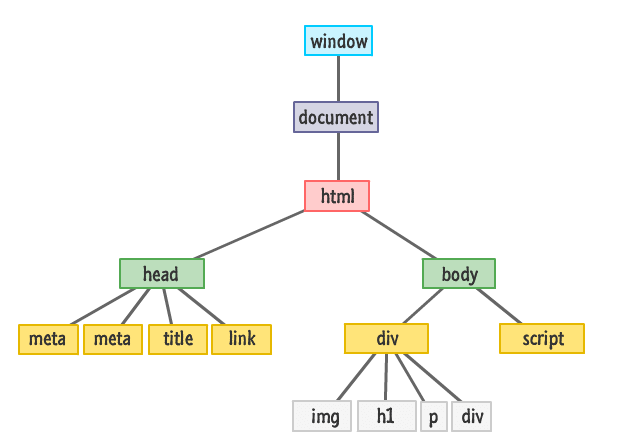 window
document
html
head
body
meta
meta
title
link
div
script
img
h1
p
div